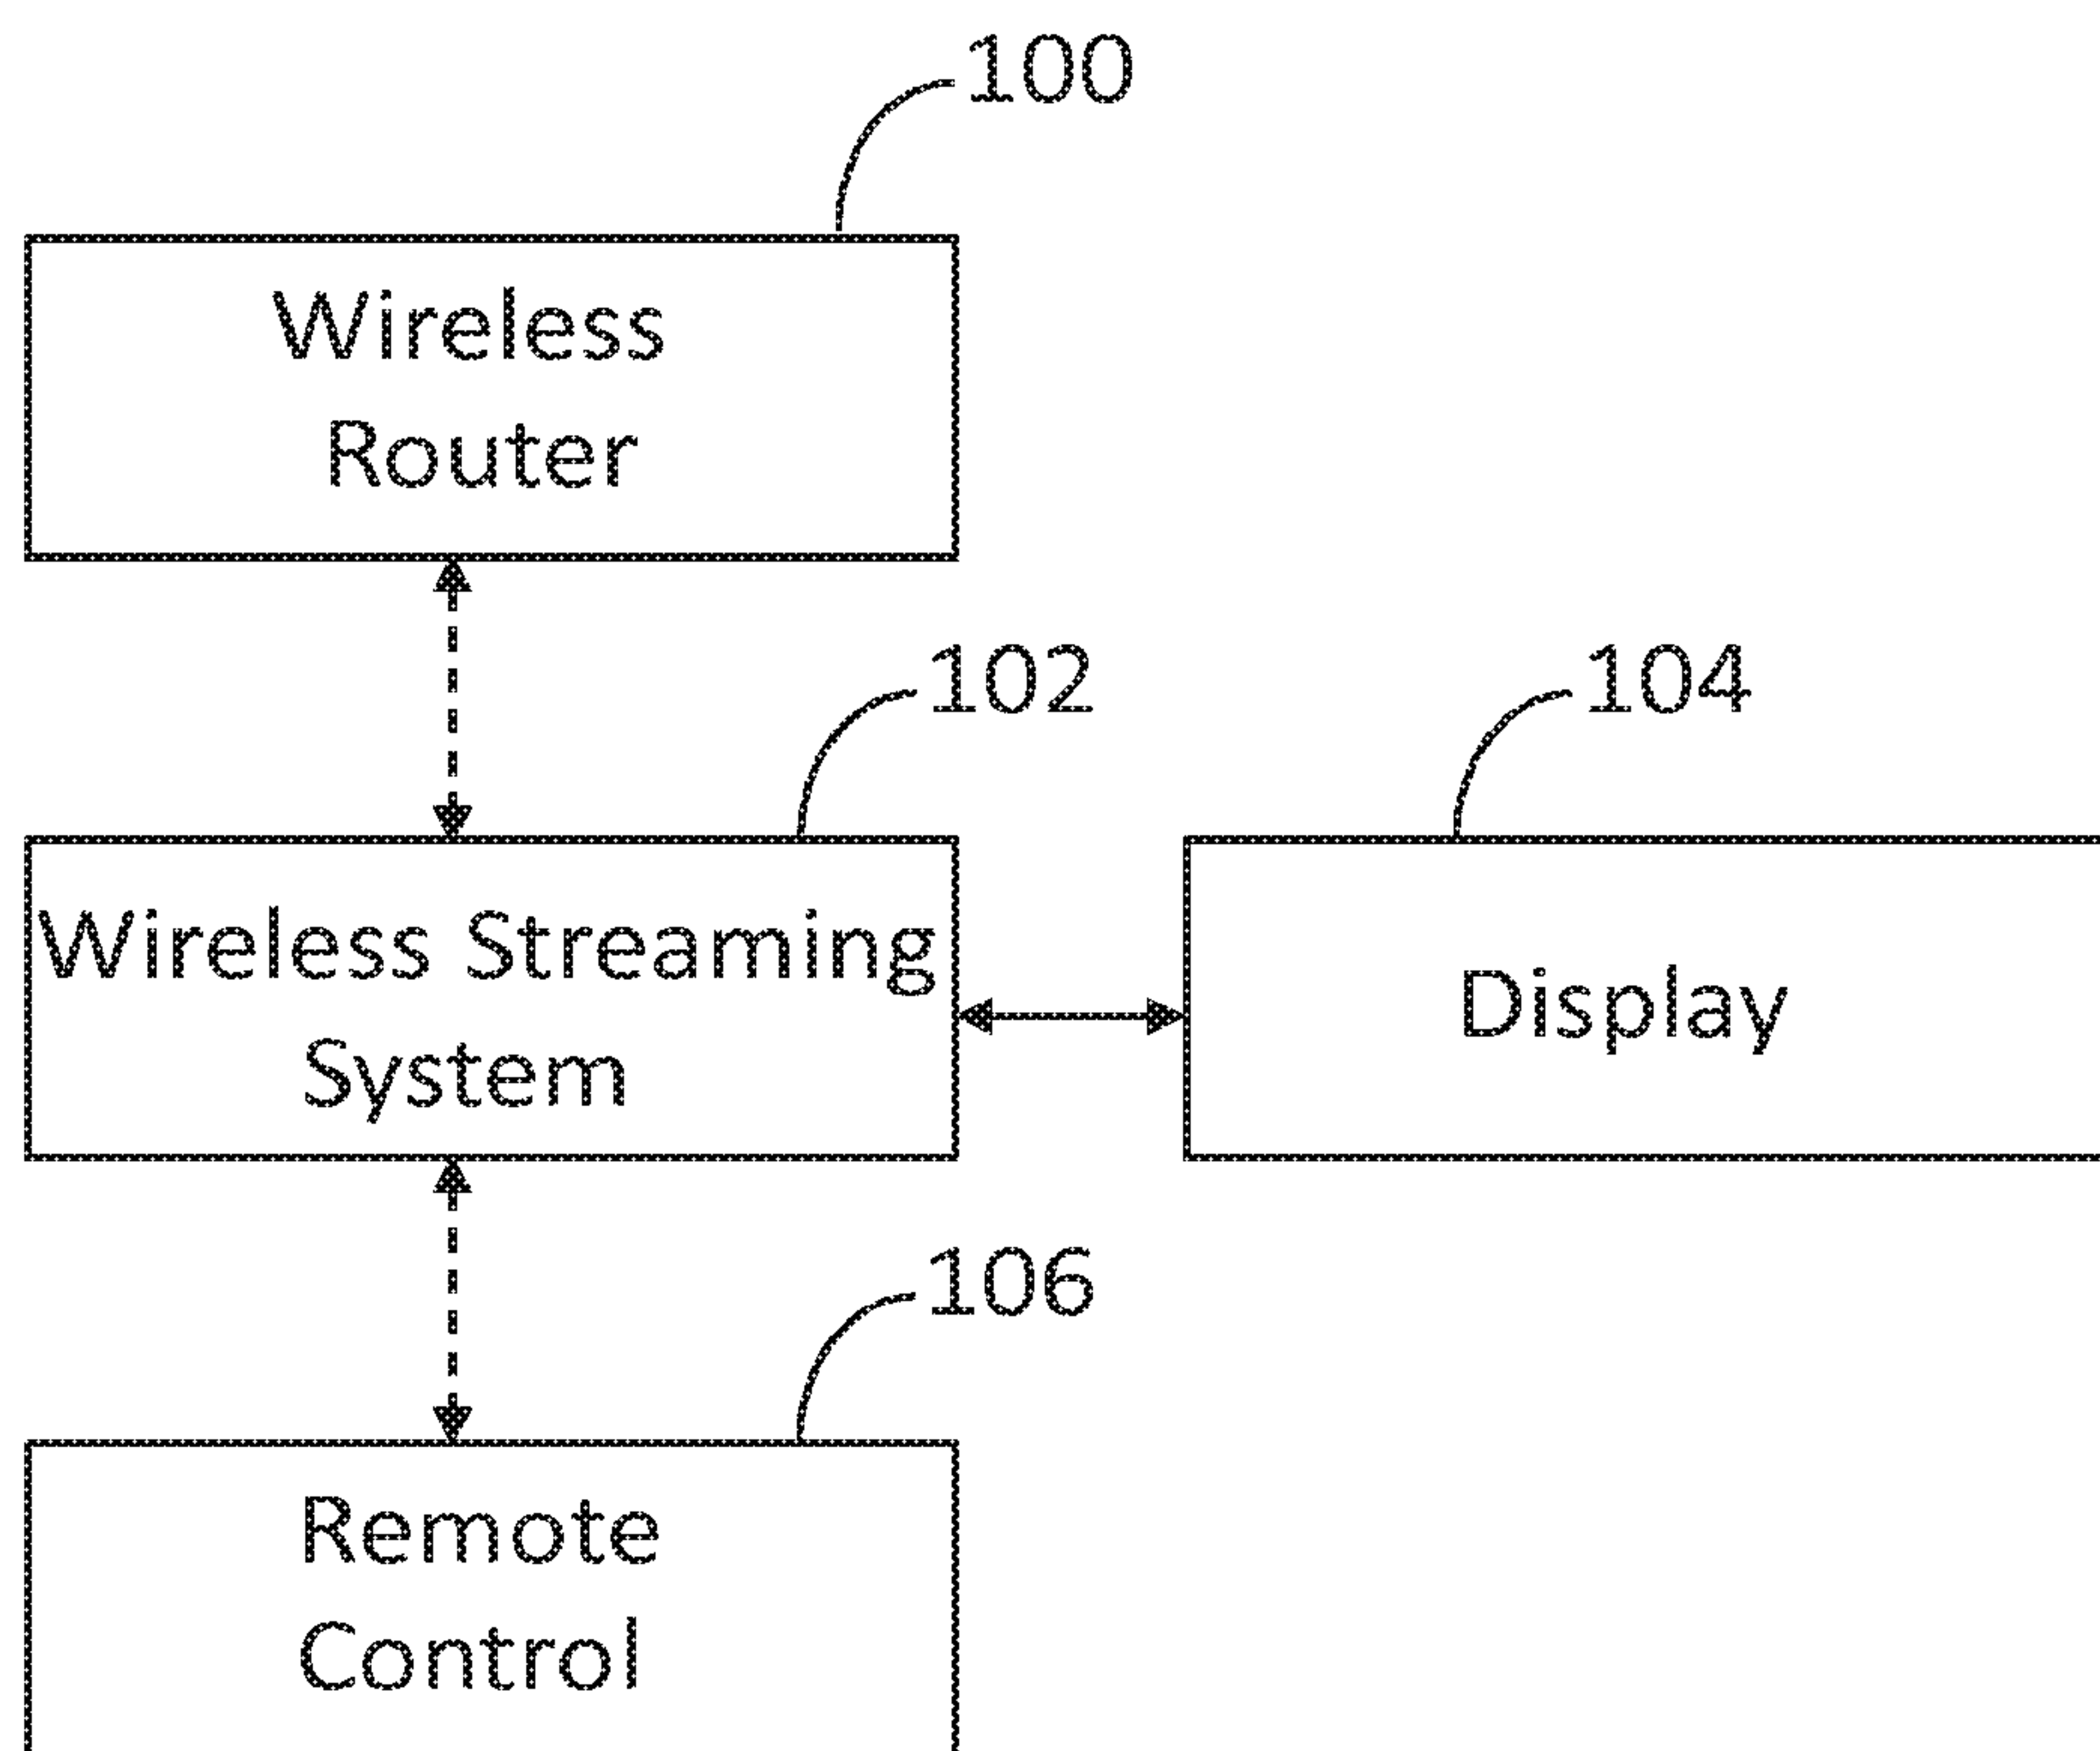 100
Wireless
Router
102
104
Wireless Streaming
System
Display
106
Remote
Control